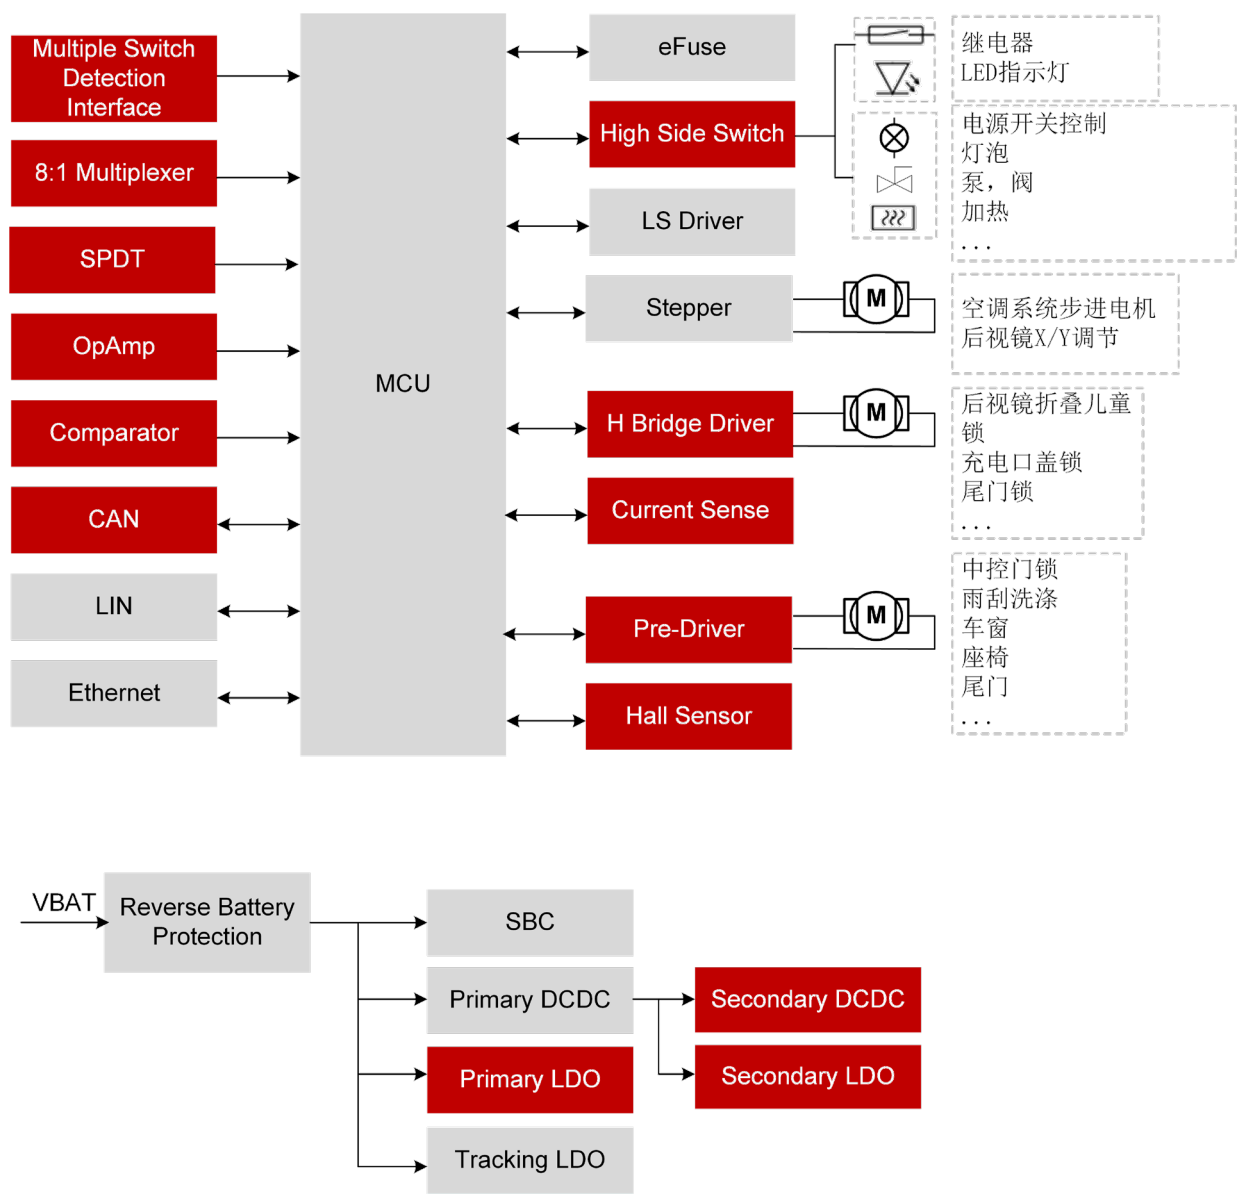 Multiple Switch
Detection
Interface
8:1 Multiplexer
SPDT
OpAmp
Comparator
CAN
LIN
Ethernet
MCU
eFuse
High Side Switch
LS Driver
Stepper
H Bridge Driver
Current Sense
Pre-Driver
Hall Sensor
M
M
M
继电器
LED指示灯
电源开关控制
灯泡
泵，阀
加热
...
空调系统步进电机
后视镜X/Y调节
后视镜折叠儿童
锁
充电口盖锁
尾门锁
...
中控门锁
雨刮洗涤
车窗
座椅
尾门
...
VBAT
Reverse Battery
Protection
SBC
Primary DCDC
Primary LDO
Tracking LDO
Secondary DCDC
Secondary LDO